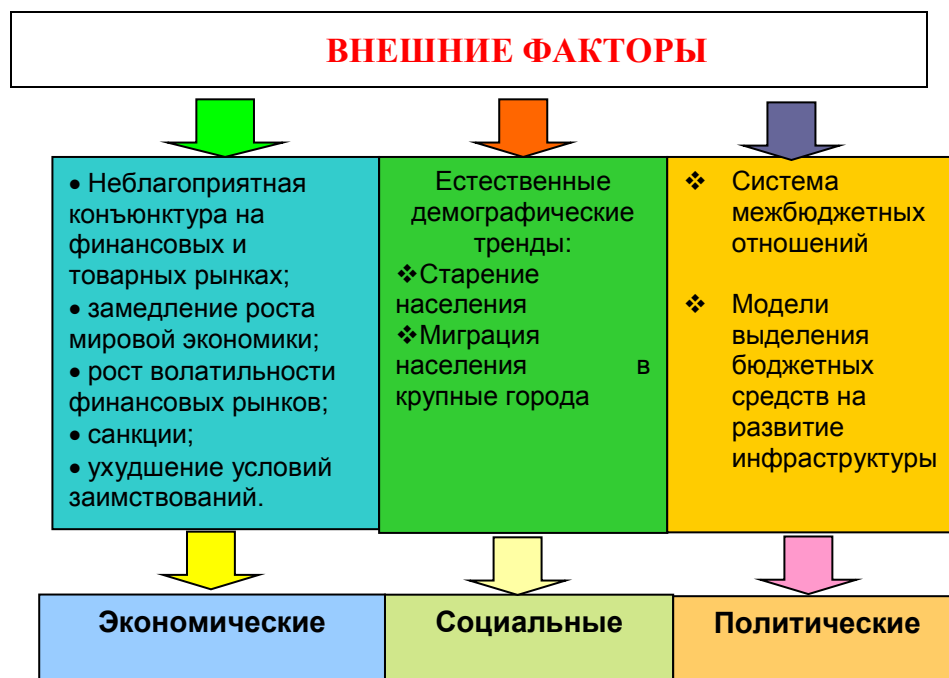 ВНЕШНИЕ ФАКТОРЫ
• Неблагоприятная
конъюнктура на
финансовых и
товарных рынках;
• замедление роста
мировой экономики;
• рост волатильности
финансовых рынков;
• санкции;
• ухудшение условий
заимствований.
Естественные
демографические
тренды:
❖Старение
населения
❖Миграция
населения в
крупные города
❖ Система
межбюджетных
отношений
❖ Модели
выделения
бюджетных
средств на
развитие
инфраструктуры
Экономические
Социальные
Политические